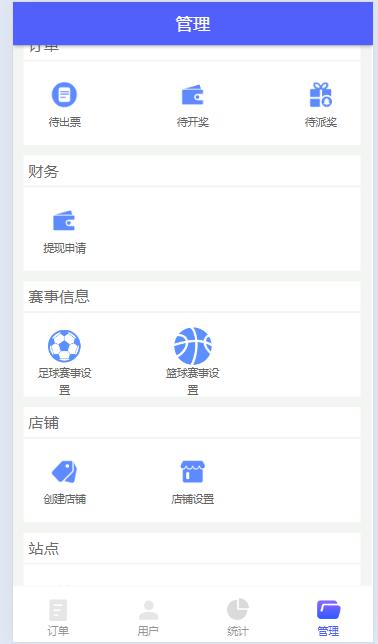 管理
订单
待出票 待开奖 待派奖
财务
提现申请
赛事信息
足球赛事设置 篮球赛事设置
店铺
创建店铺 店铺设置
站点
订单 用户 统计 管理